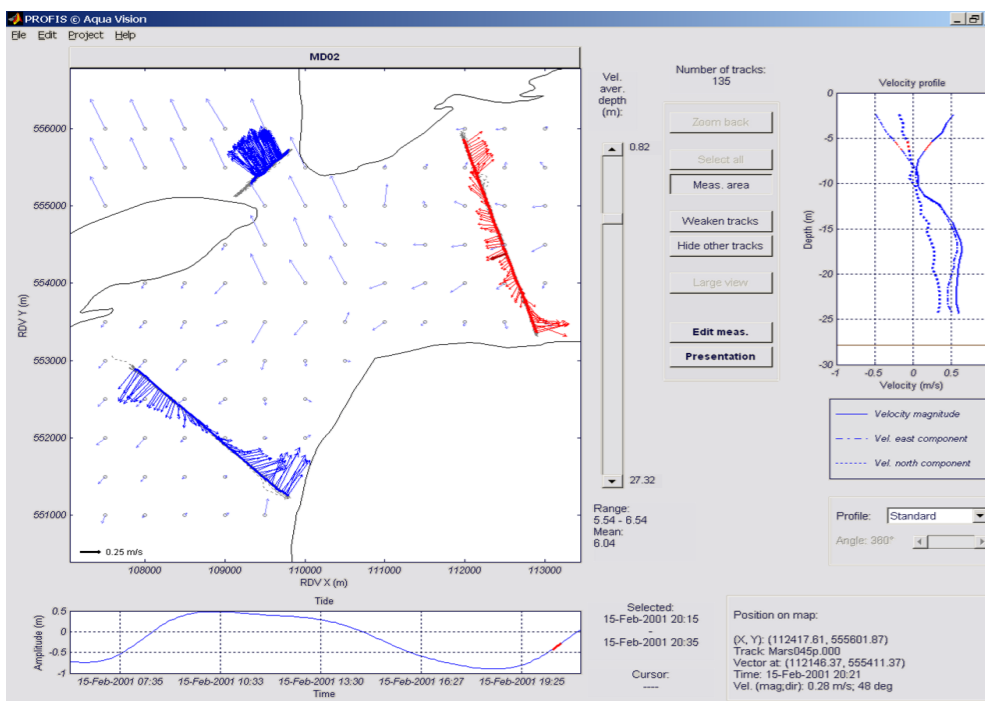 PROFIS © Aqua Vision
File Edit Project Help
MD02
556000
555000
554000
553000
552000
551000
RDV Y (m)
0.25 m/s
108000 109000 110000 111000 112000 113000
RDV X (m)
Vel.
aver.
depth
(m):
0.82
27.32
Range:
5.54 - 6.54
Mean:
6.04
Number of tracks:
135
Zoom back
Select all
Meas. area
Weaken tracks
Hide other tracks
Large view
Edit meas.
Presentation
Velocity profile
0
-5
-10
-15
-20
-25
-30
Depth (m)
-1 -0.5 0 0.5
Velocity (m/s)
Velocity magnitude
Vel. east component
Vel. north component
Profile: Standard
Angle: 360°
Tide
0.5
0
-0.5
-1
Amplitude (m)
15-Feb-2001 07:35 15-Feb-2001 10:33 15-Feb-2001 13:30 15-Feb-2001 16:27 15-Feb-2001 19:25
Time
Selected:
15-Feb-2001 20:15
-
15-Feb-2001 20:35
Cursor:
----
Position on map:
(X, Y): (112417.61, 555601.87)
Track: Mars045p.000
Vector at: (112146.37, 555411.37)
Time: 15-Feb-2001 20:21
Vel. (mag;dir): 0.28 m/s; 48 deg